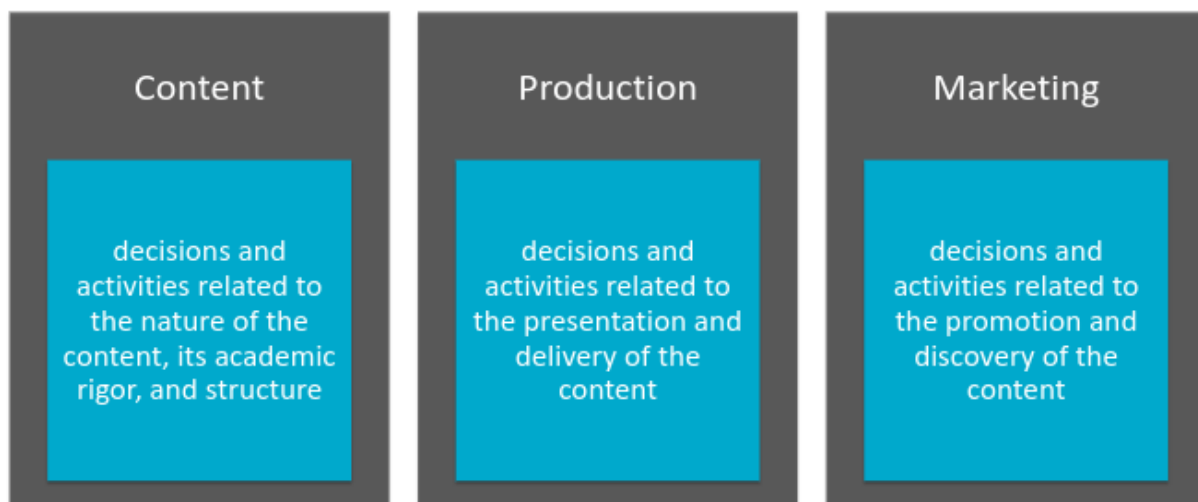 Content
decisions and
activities related to
the nature of the
content, its academic
rigor, and structure
Production
decisions and
activities related to
the presentation and
delivery of the
content
Marketing
decisions and
activities related to
the promotion and
discovery of the
content